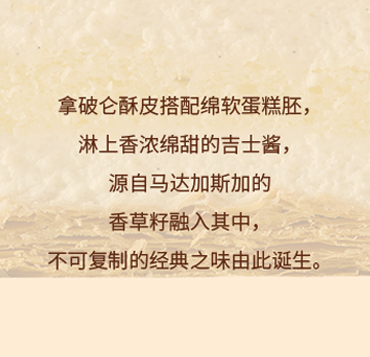 拿破仑酥皮搭配绵软蛋糕胚，
淋上香浓绵甜的吉士酱，
源自马达加斯加的
香草籽融入其中，
不可复制的经典之味由此诞生。